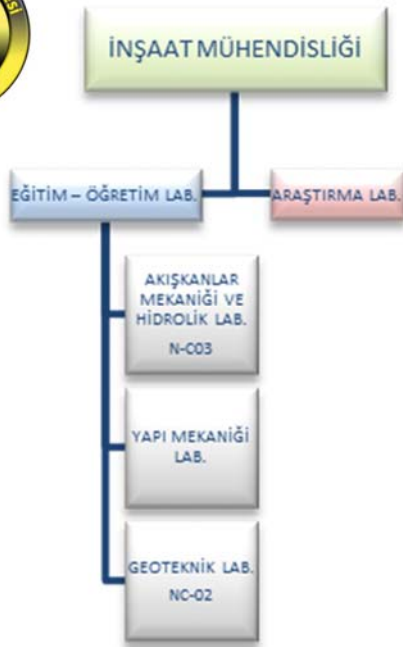 İNŞAAT MÜHENDİSLİĞİ
EĞİTİM – ÖĞRETİM LAB.
ARAŞTIRMA LAB.
AKIŞKANLAR
MEKANİĞİ VE
HİDROLİK LAB.
N-C03
YAPI MEKANİĞİ
LAB.
GEOTEKNİK LAB.
NC-02